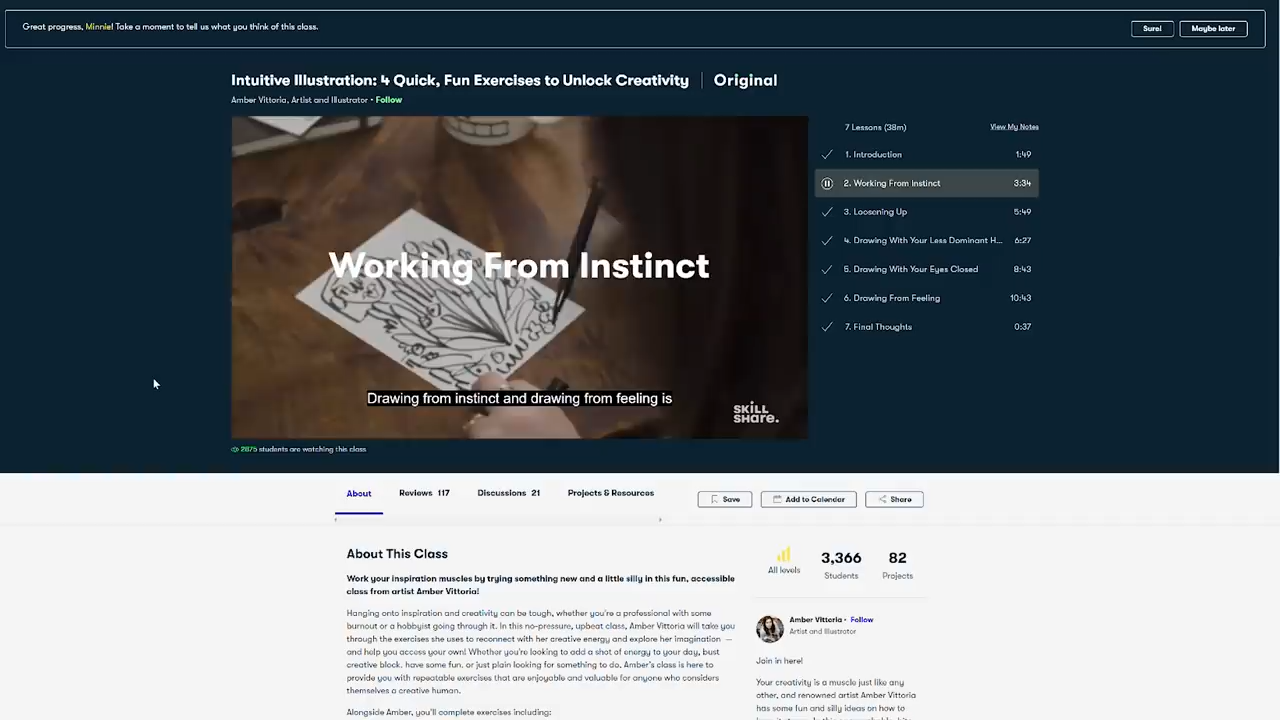 Great progress, Minnie! Take a moment to tell us what you think of this class.
Sure!
Maybe later
Intuitive Illustration: 4 Quick, Fun Exercises to Unlock Creativity | Original
Amber Vittoria, Artist and Illustrator • Follow
7 Lessons (38m)
View My Notes
1. Introduction 1:49
2. Working From Instinct 3:34
3. Loosening Up 5:49
4. Drawing With Your Less Dominant H... 6:27
5. Drawing With Your Eyes Closed 8:43
6. Drawing From Feeling 10:43
7. Final Thoughts 0:37
Working From Instinct
Drawing from instinct and drawing from feeling is
SKILL
SHARE.
2875 students are watching this class
About
Reviews 117
Discussions 21
Projects & Resources
Save
Add to Calendar
Share
About This Class
Work your inspiration muscles by trying something new and a little silly in this fun, accessible
class from artist Amber Vittoria!
Hanging onto inspiration and creativity can be tough, whether you're a professional with some
burnout or a hobbyist going through it. In this no-pressure, upbeat class, Amber Vittoria will take you
through the exercises she uses to reconnect with her creative energy and explore her imagination —
and help you access your own! Whether you're looking to add a shot of energy to your day, bust
creative block, have some fun, or just plain looking for something to do, Amber's class is here to
provide you with repeatable exercises that are enjoyable and valuable for anyone who considers
themselves a creative human.
Alongside Amber, you'll complete exercises including:
All levels
3,366
Students
82
Projects
Amber Vittoria • Follow
Artist and Illustrator
Join in here!
Your creativity is a muscle just like any
other, and renowned artist Amber Vittoria
has some fun and silly ideas on how to